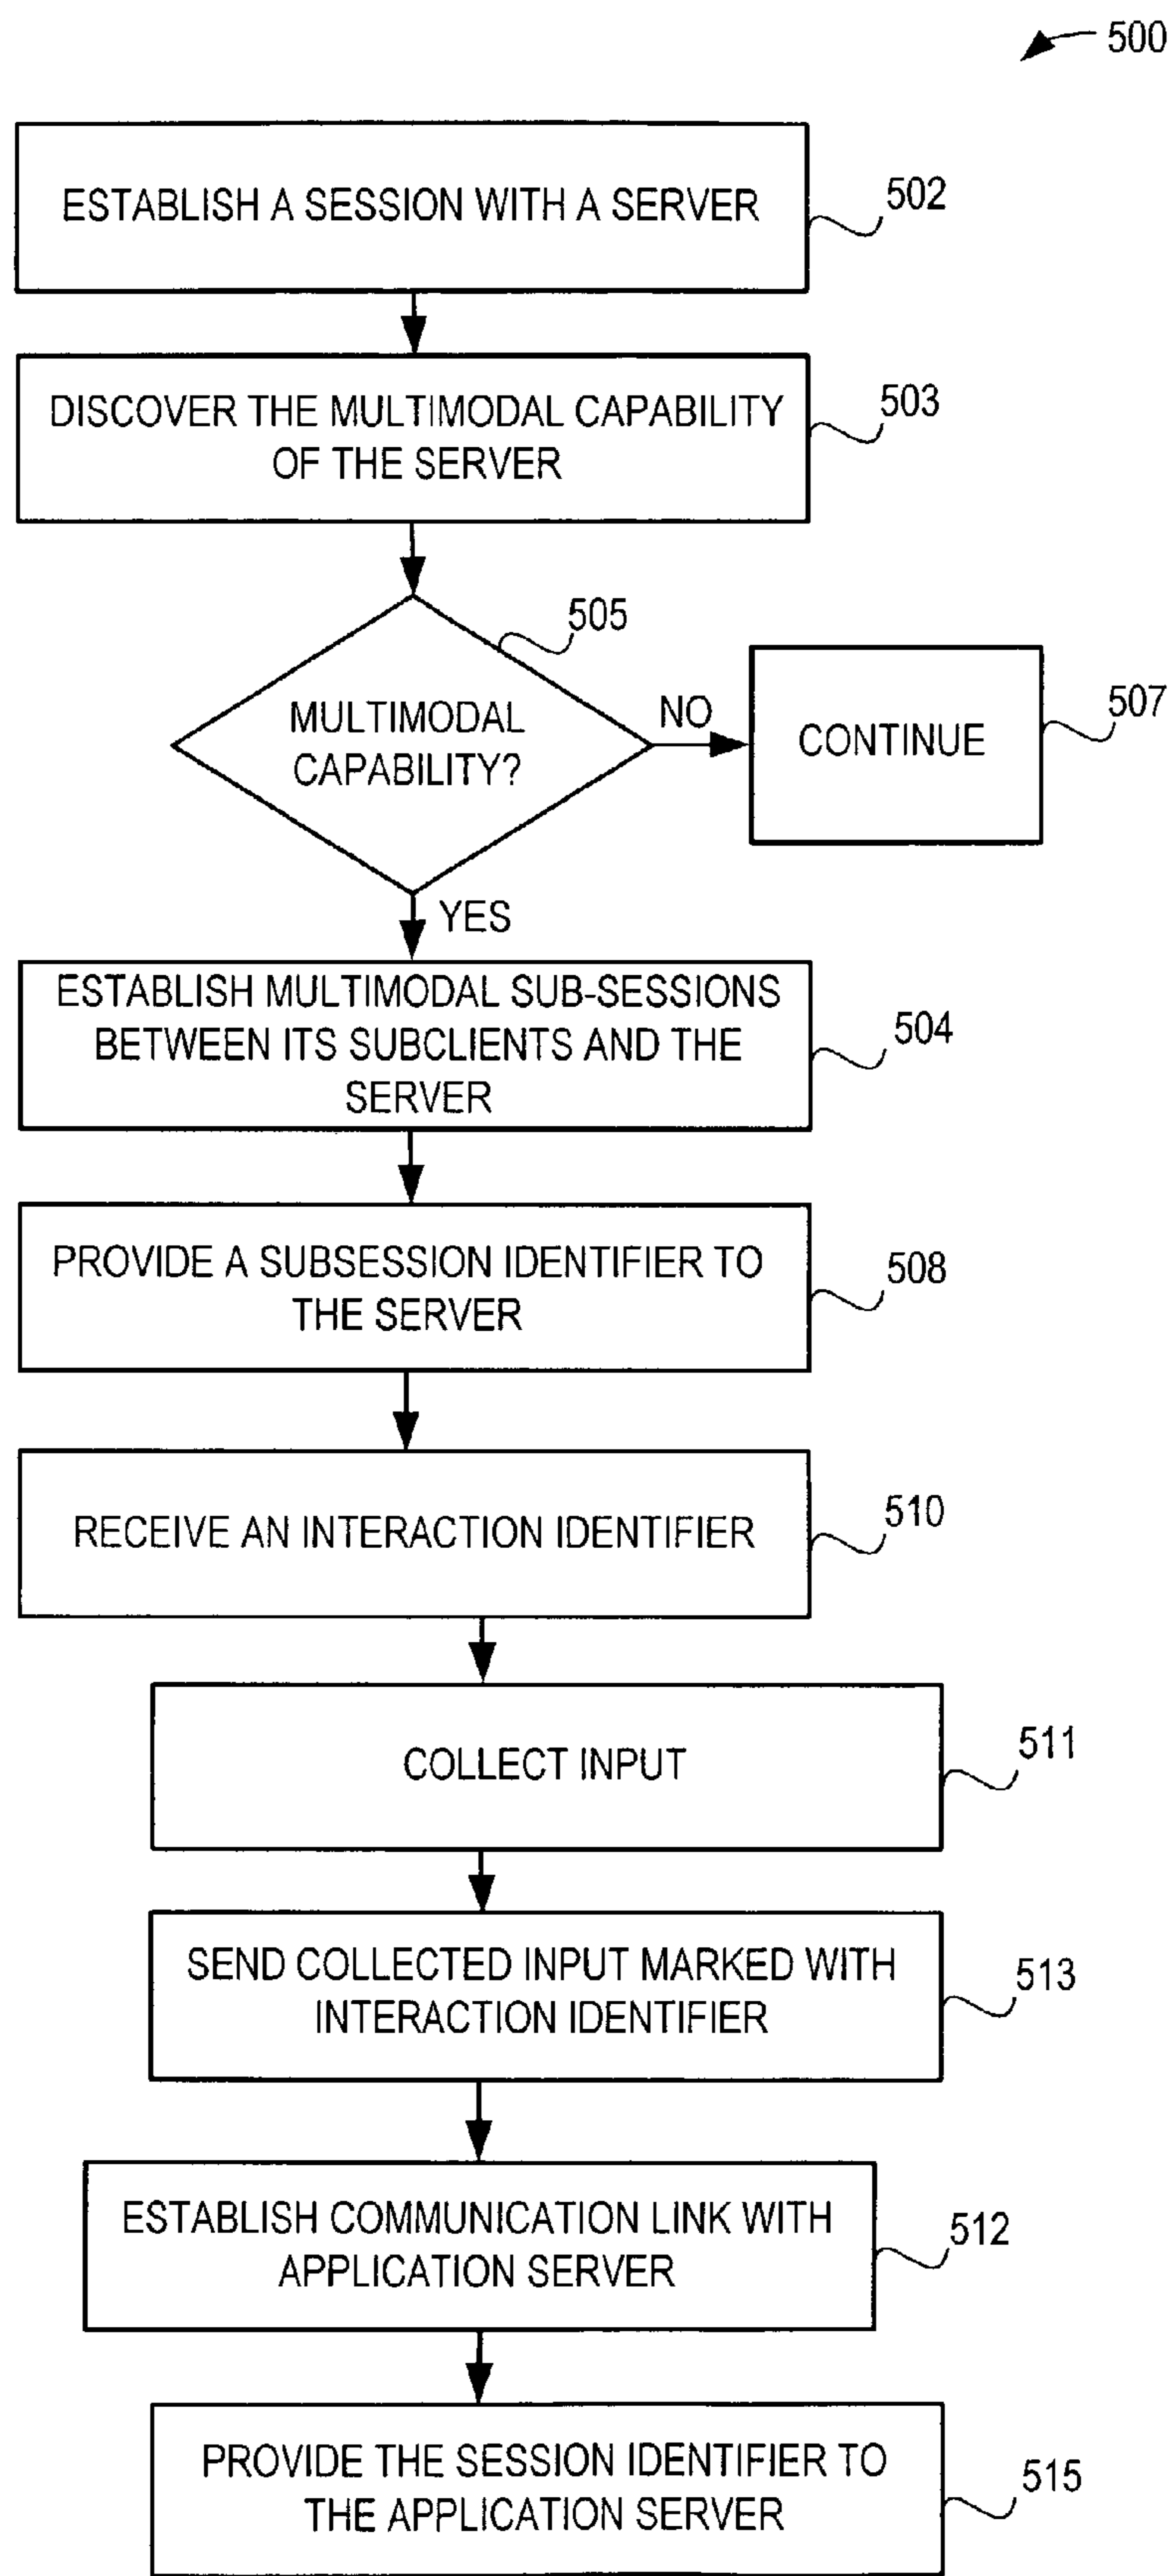 500
ESTABLISH A SESSION WITH A SERVER
502
DISCOVER THE MULTIMODAL CAPABILITY
OF THE SERVER
503
505
MULTIMODAL
CAPABILITY?
NO
CONTINUE
507
YES
ESTABLISH MULTIMODAL SUB-SESSIONS
BETWEEN ITS SUBCLIENTS AND THE
SERVER
504
PROVIDE A SUBSESSION IDENTIFIER TO
THE SERVER
508
RECEIVE AN INTERACTION IDENTIFIER
510
COLLECT INPUT
511
SEND COLLECTED INPUT MARKED WITH
INTERACTION IDENTIFIER
513
ESTABLISH COMMUNICATION LINK WITH
APPLICATION SERVER
512
PROVIDE THE SESSION IDENTIFIER TO
THE APPLICATION SERVER
515